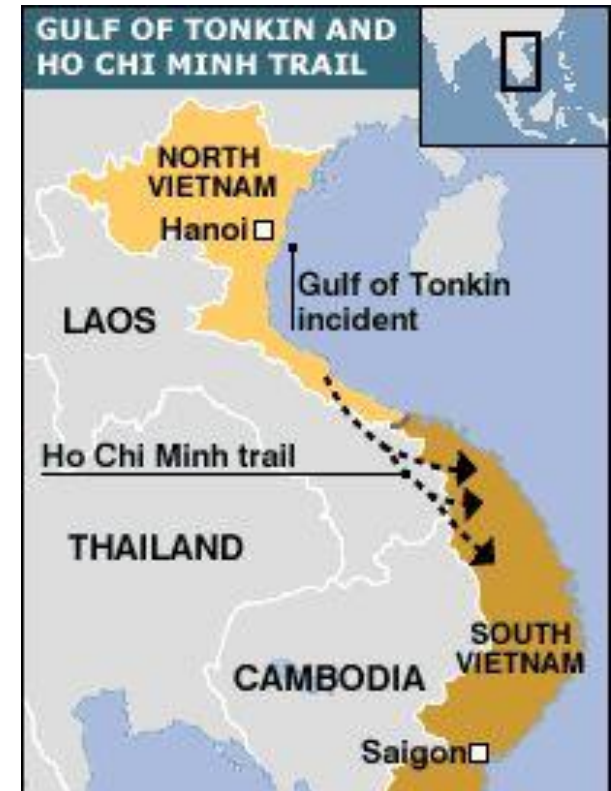 GULF OF TONKIN AND
HO CHI MINH TRAIL
NORTH
VIETNAM
Hanoi
Gulf of Tonkin
incident
LAOS
Ho Chi Minh trail
THAILAND
SOUTH
VIETNAM
CAMBODIA
Saigon